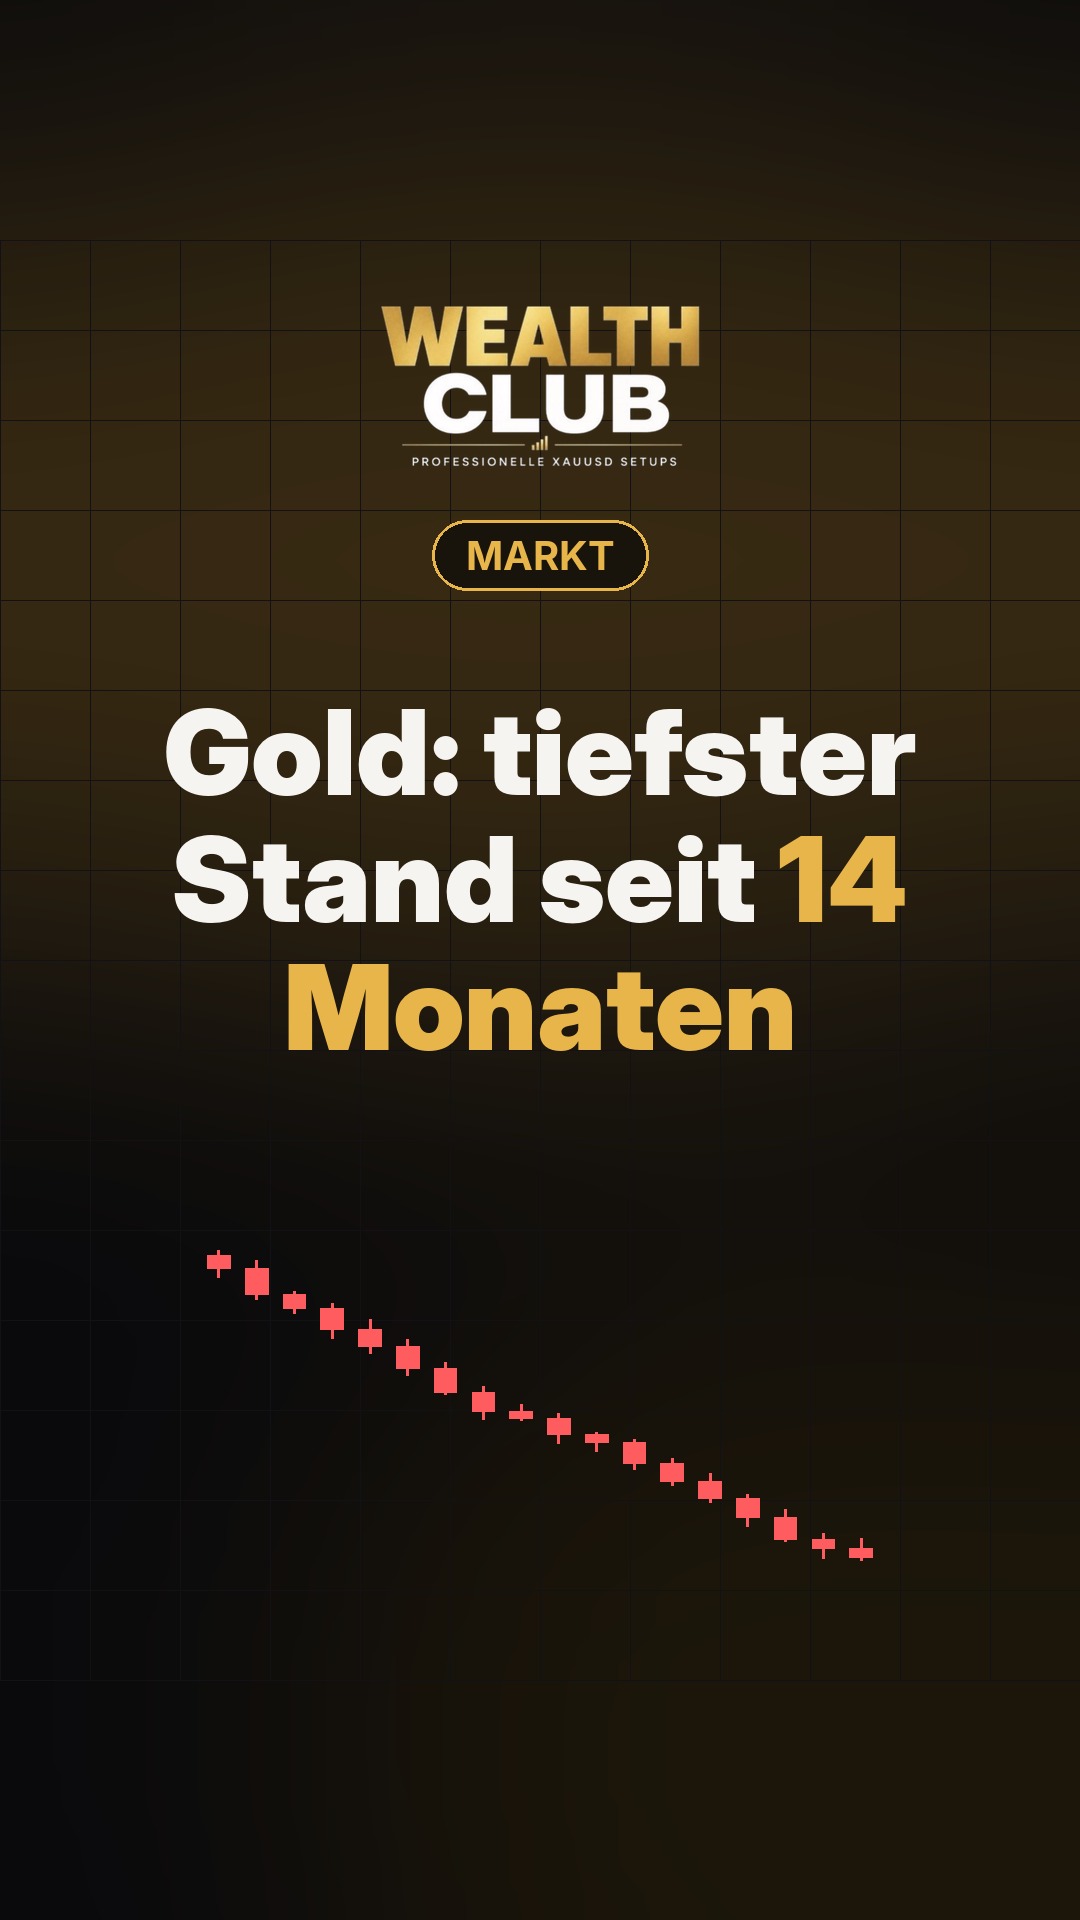 WEALTH
CLUB
PROFESSIONELLE XAUUSD SETUPS
MARKT
Gold: tiefster
Stand seit 14
Monaten